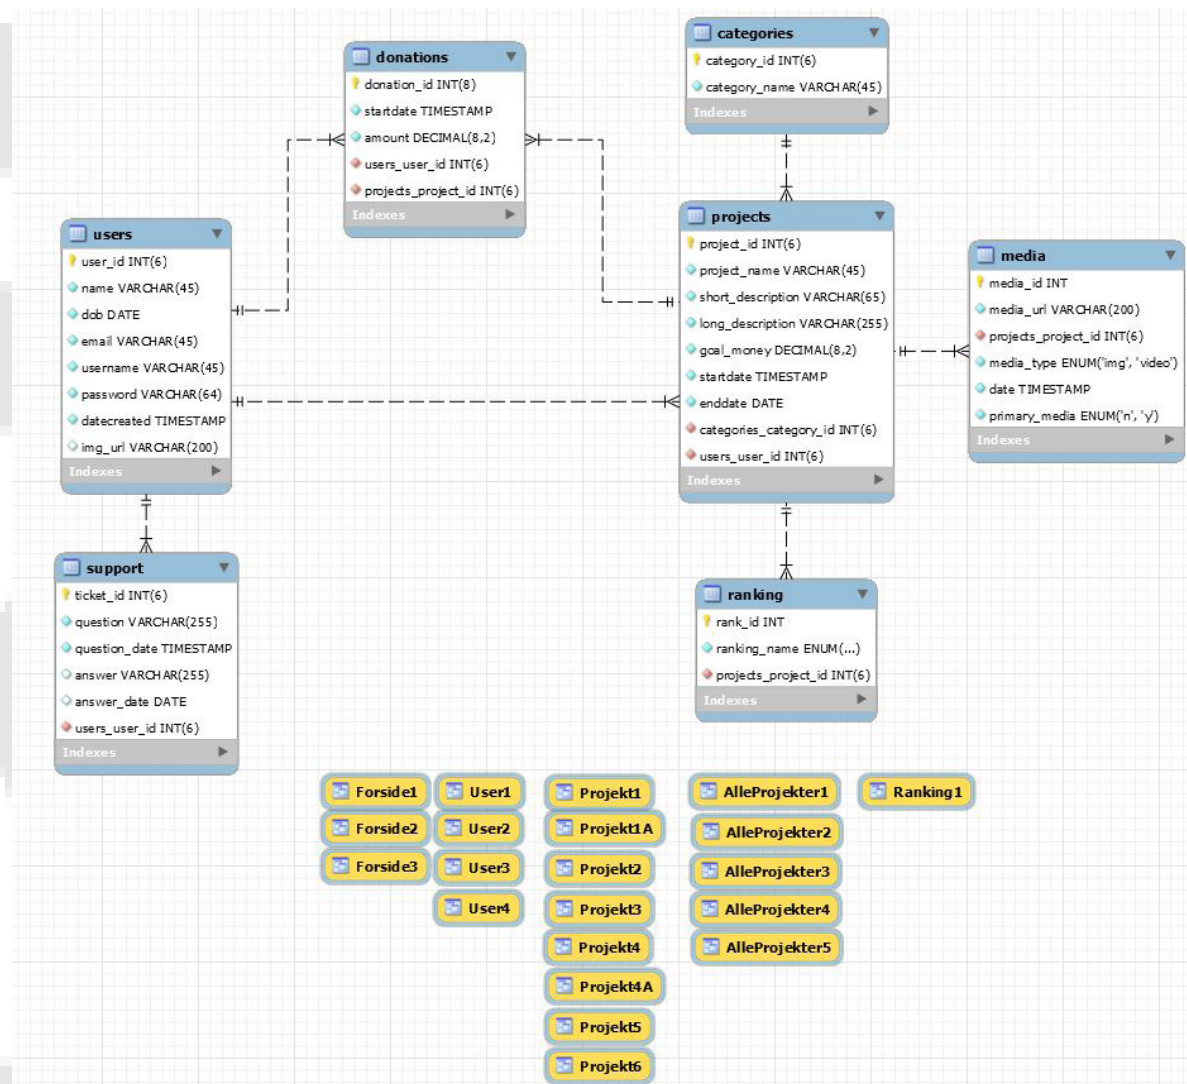 donations
donation_id INT(8)
startdate TIMESTAMP
amount DECIMAL(8,2)
users_user_id INT(6)
projects_project_id INT(6)
Indexes
categories
category_id INT(6)
category_name VARCHAR(45)
Indexes
users
user_id INT(6)
name VARCHAR(45)
dob DATE
email VARCHAR(45)
username VARCHAR(45)
password VARCHAR(64)
datecreated TIMESTAMP
img_url VARCHAR(200)
Indexes
projects
project_id INT(6)
project_name VARCHAR(45)
short_description VARCHAR(65)
long_description VARCHAR(255)
goal_money DECIMAL(8,2)
startdate TIMESTAMP
enddate DATE
categories_category_id INT(6)
users_user_id INT(6)
Indexes
media
media_id INT
media_url VARCHAR(200)
projects_project_id INT(6)
media_type ENUM('img', 'video')
date TIMESTAMP
primary_media ENUM('n', 'y')
Indexes
support
ticket_id INT(6)
question VARCHAR(255)
question_date TIMESTAMP
answer VARCHAR(255)
answer_date DATE
users_user_id INT(6)
Indexes
ranking
rank_id INT
ranking_name ENUM(...)
projects_project_id INT(6)
Indexes
Forside1
Forside2
Forside3
User1
User2
User3
User4
Projekt1
Projekt1A
Projekt2
Projekt3
Projekt4
Projekt4A
Projekt5
Projekt6
AlleProjekter1
AlleProjekter2
AlleProjekter3
AlleProjekter4
AlleProjekter5
Ranking1